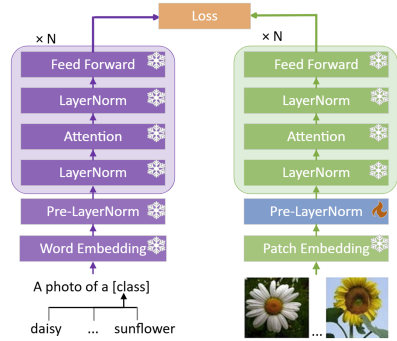 Loss
× N
Feed Forward
LayerNorm
Attention
LayerNorm
Pre-LayerNorm
Word Embedding
A photo of a [class]
daisy ... sunflower
× N
Feed Forward
LayerNorm
Attention
LayerNorm
Pre-LayerNorm
Patch Embedding
...